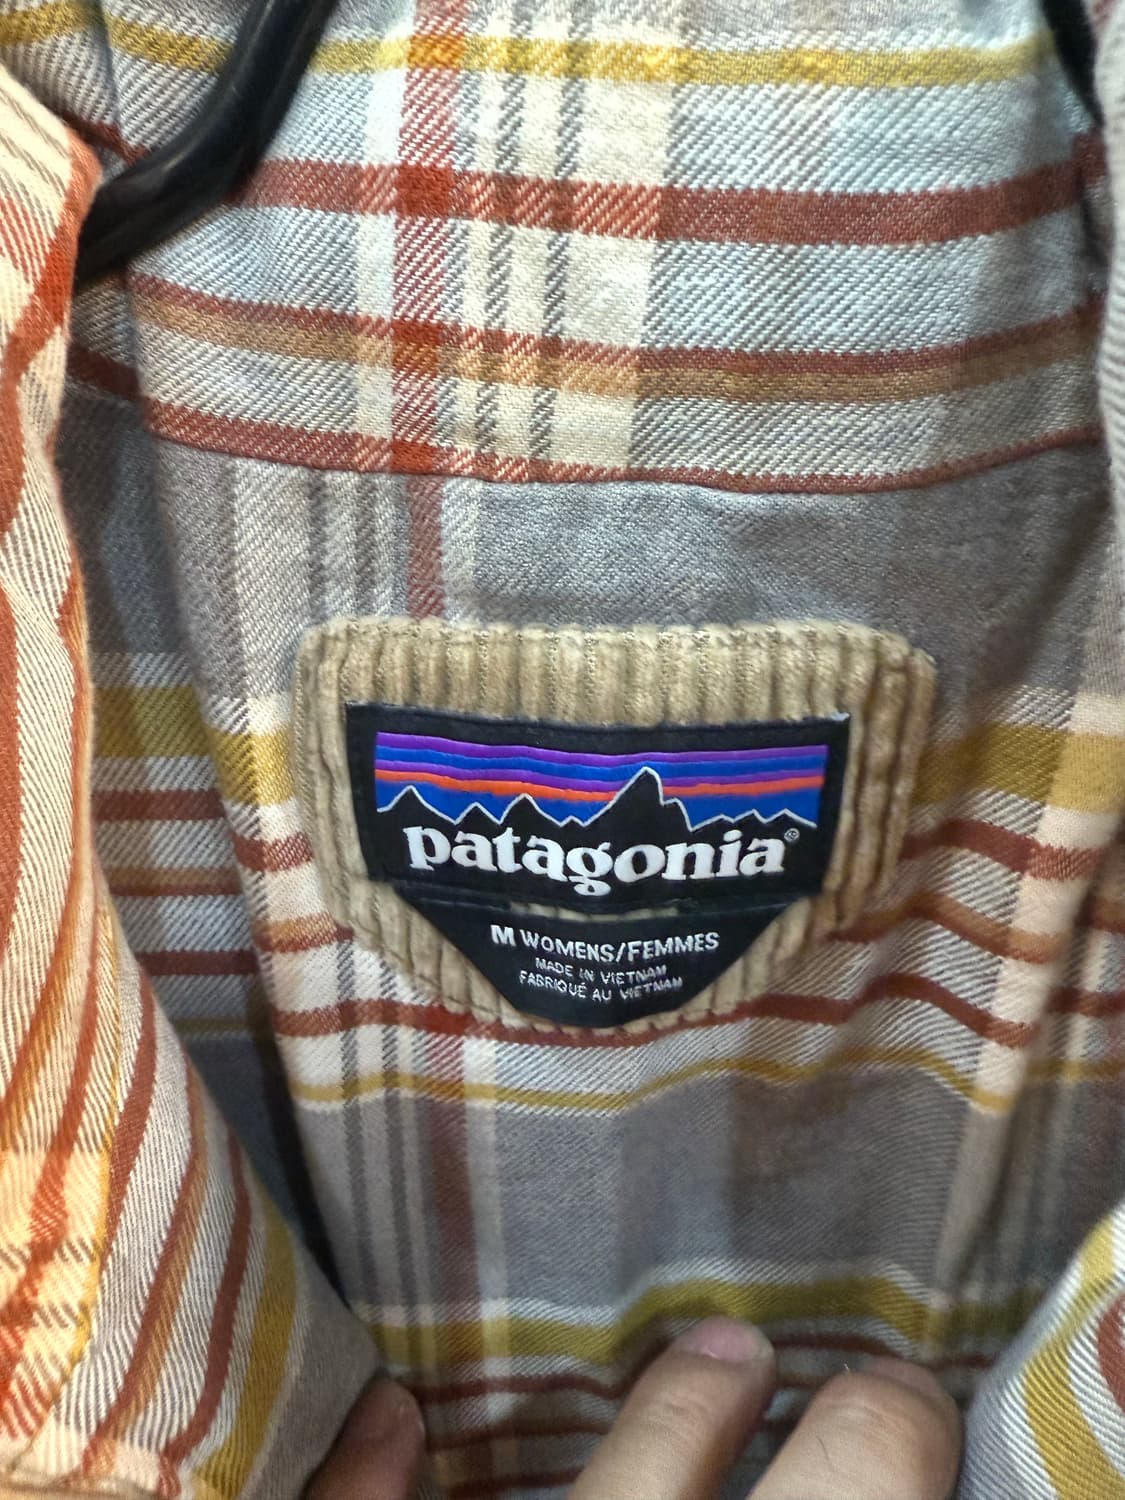 patagonia®
M WOMENS/FEMMES
MADE IN VIETNAM
FABRIQUÉ AU VIETNAM